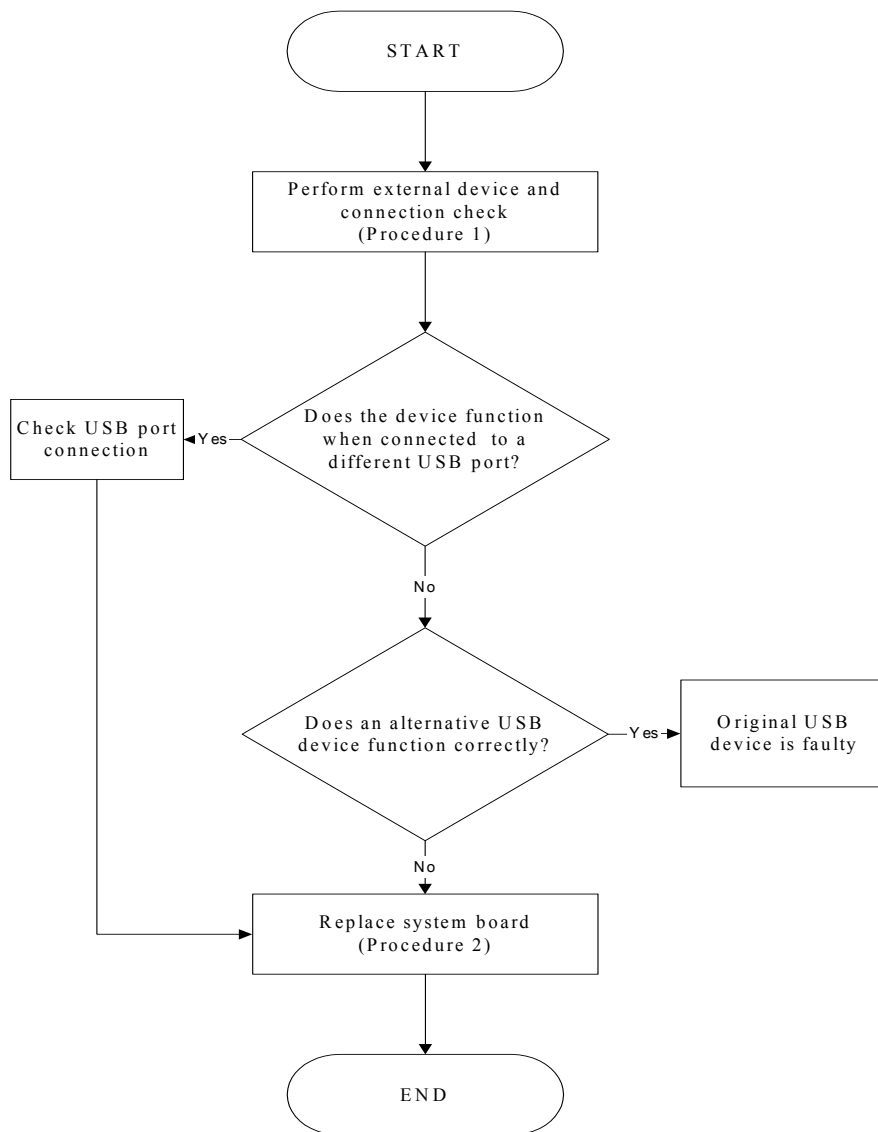 START
Perform external device and
connection check
(Procedure 1)
Does the device function
when connected to a
different USB port?
Yes
Check USB port
connection
No
Does an alternative USB
device function correctly?
Yes
Original USB
device is faulty
No
Replace system board
(Procedure 2)
END